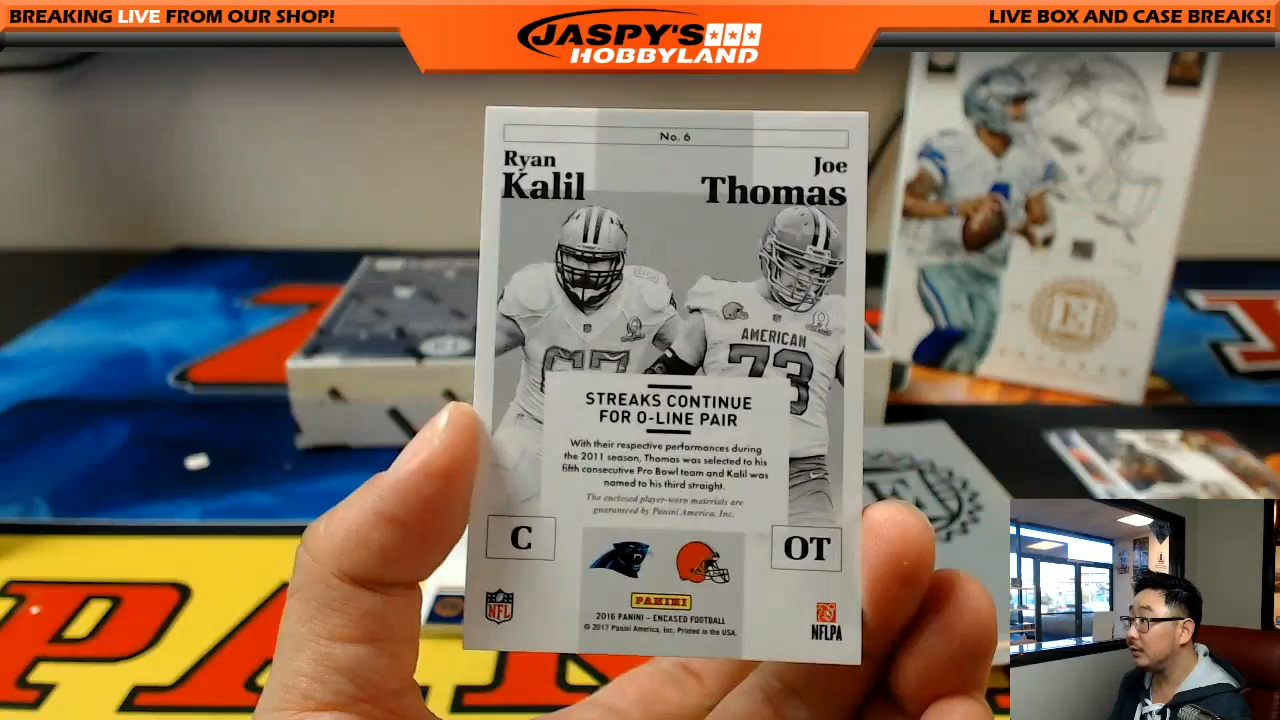 BREAKING LIVE FROM OUR SHOP!
JASPY'S
HOBBYLAND
LIVE BOX AND CASE BREAKS!
No. 6
Ryan
Kalil
Joe
Thomas
67
AMERICAN
73
STREAKS CONTINUE
FOR O-LINE PAIR
With their respective performances during
the 2011 season, Thomas was selected to his
fifth consecutive Pro Bowl team and Kalil was
named to his third straight.
The enclosed player-worn materials are
guaranteed by Panini America, Inc.
C
OT
NFL
PANINI
2016 PANINI – ENCASED FOOTBALL
© 2017 Panini America, Inc. Printed in the USA.
NFLPA